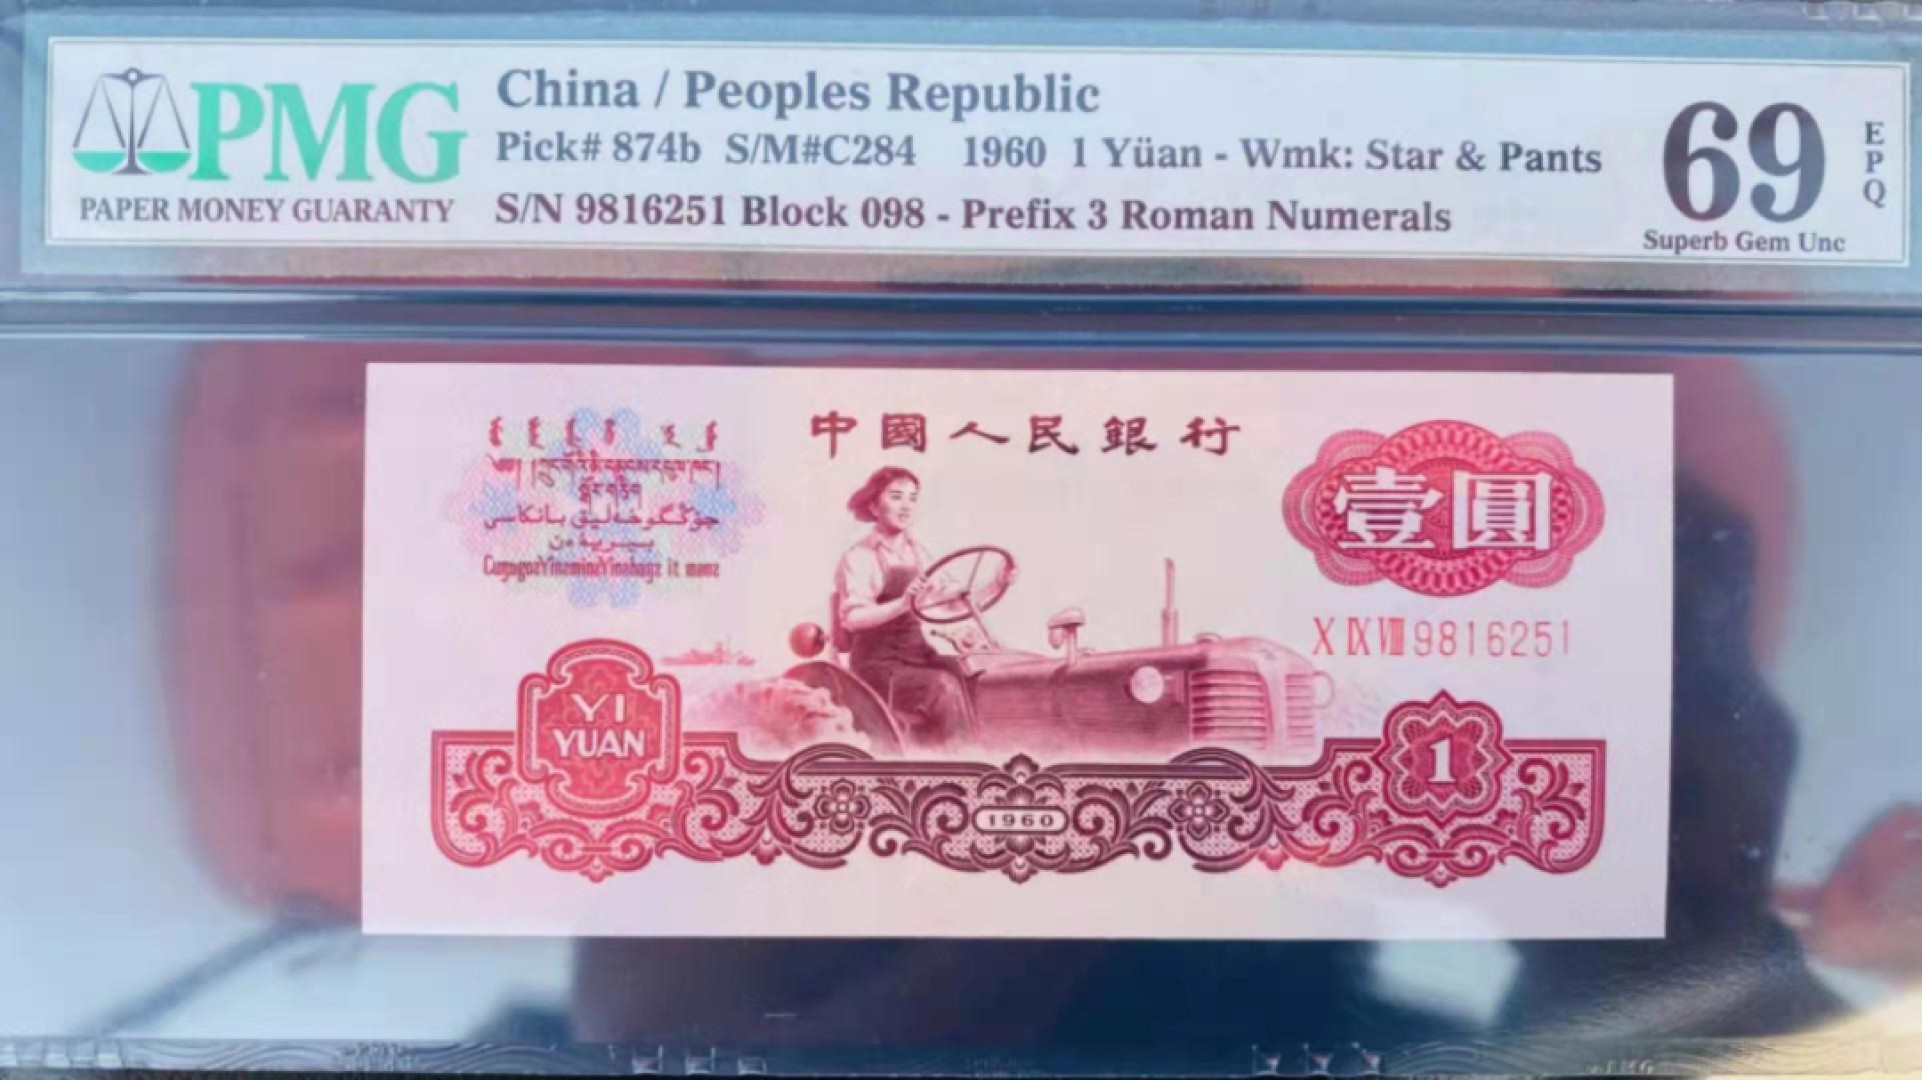 PMG
PAPER MONEY GUARANTY
China / Peoples Republic
Pick# 874b S/M#C284 1960 1 Yüan - Wmk: Star & Pants
S/N 9816251 Block 098 - Prefix 3 Roman Numerals
69
EPQ
Superb Gem Unc
中國人民銀行
壹圓
X IX VIII 9816251
YI
YUAN
1
1960